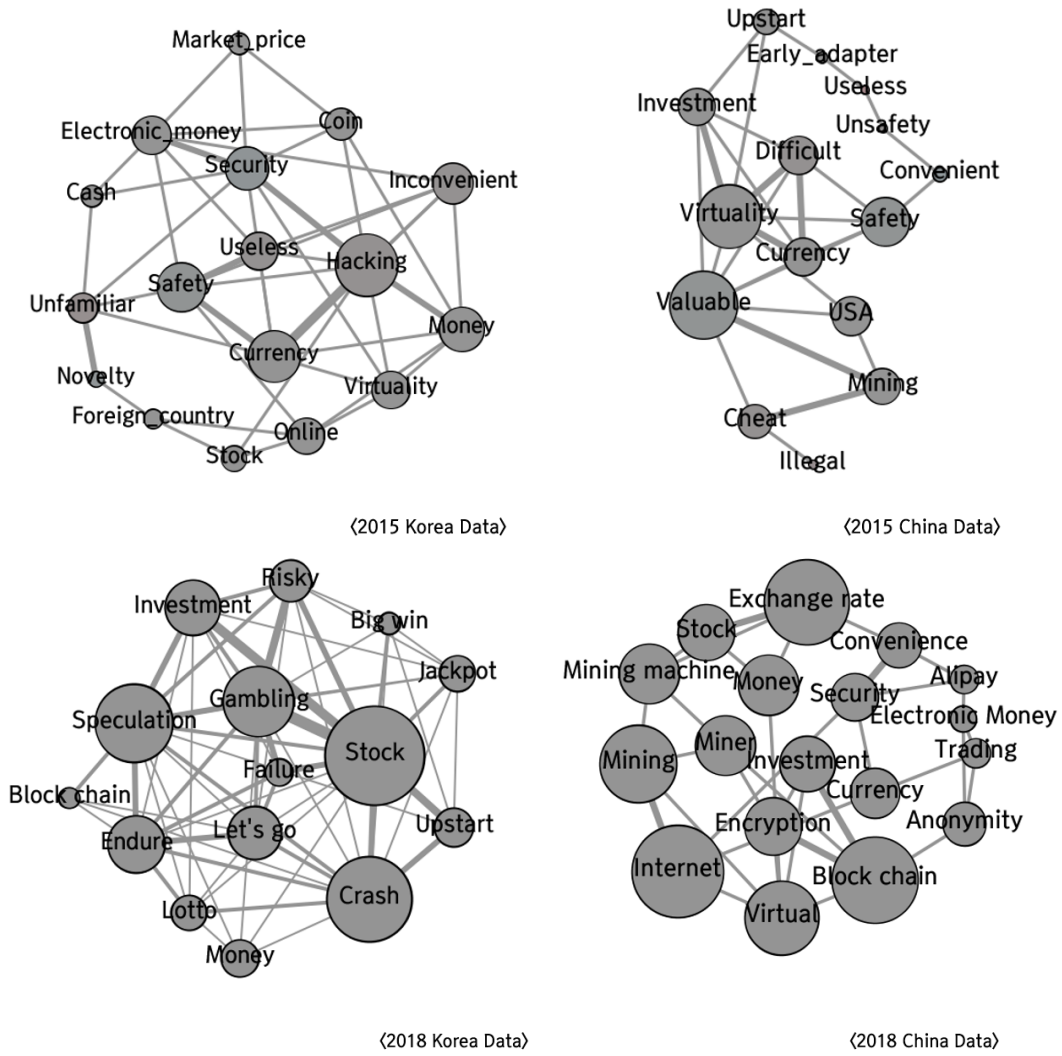 Market_price
Electronic_money
Coin
Security
Inconvenient
Cash
Useless
Hacking
Safety
Unfamiliar
Money
Currency
Novelty
Virtuality
Foreign_country
Online
Stock
〈2015 Korea Data〉
Upstart
Early_adapter
Useless
Investment
Unsafety
Difficult
Convenient
Virtuality
Safety
Currency
Valuable
USA
Mining
Cheat
Illegal
〈2015 China Data〉
Risky
Investment
Big win
Jackpot
Gambling
Speculation
Stock
Failure
Block chain
Upstart
Let's go
Endure
Crash
Lotto
Money
〈2018 Korea Data〉
Exchange rate
Stock
Convenience
Mining machine
Money
Alipay
Security
Electronic Money
Miner
Trading
Mining
Investment
Currency
Encryption
Anonymity
Internet
Block chain
Virtual
〈2018 China Data〉